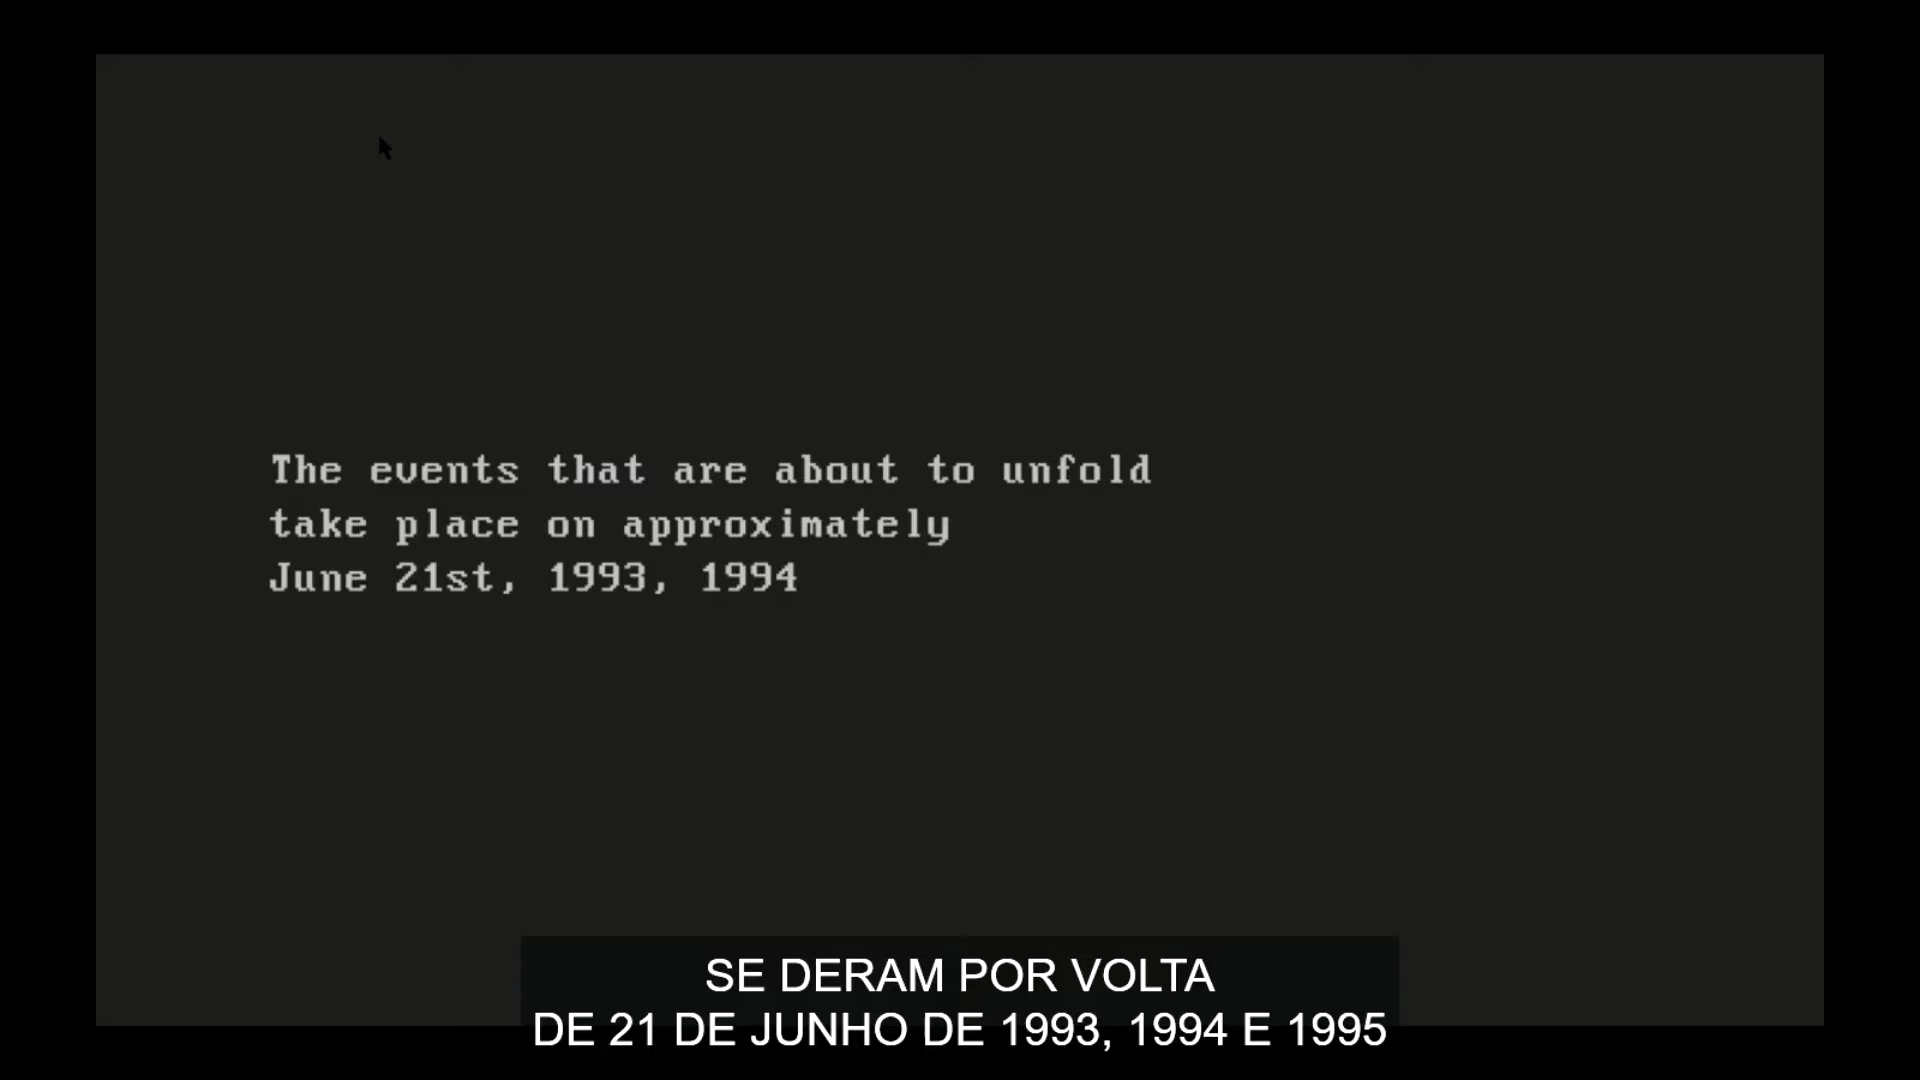 The events that are about to unfold
take place on approximately
June 21st, 1993, 1994
SE DERAM POR VOLTA
DE 21 DE JUNHO DE 1993, 1994 E 1995